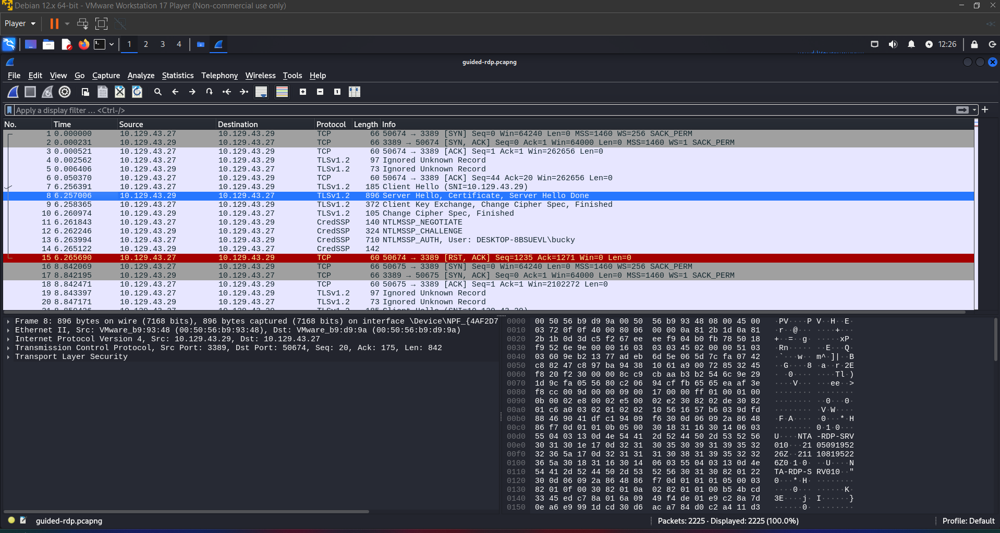 Debian 12.x 64-bit - VMware Workstation 17 Player (Non-commercial use only)
Player
1 2 3 4 12:26
guided-rdp.pcapng
File Edit View Go Capture Analyze Statistics Telephony Wireless Tools Help
Apply a display filter … <Ctrl-/>
No. Time Source Destination Protocol Length Info
1 0.000000 10.129.43.27 10.129.43.29 TCP 66 50674 → 3389 [SYN] Seq=0 Win=64240 Len=0 MSS=1460 WS=256 SACK_PERM
2 0.000231 10.129.43.29 10.129.43.27 TCP 66 3389 → 50674 [SYN, ACK] Seq=0 Ack=1 Win=64000 Len=0 MSS=1460 WS=1 SACK_PERM
3 0.000521 10.129.43.27 10.129.43.29 TCP 60 50674 → 3389 [ACK] Seq=1 Ack=1 Win=262656 Len=0
4 0.002562 10.129.43.27 10.129.43.29 TLSv1.2 97 Ignored Unknown Record
5 0.006406 10.129.43.29 10.129.43.27 TLSv1.2 73 Ignored Unknown Record
6 0.050370 10.129.43.27 10.129.43.29 TCP 60 50674 → 3389 [ACK] Seq=44 Ack=20 Win=262656 Len=0
7 6.256391 10.129.43.27 10.129.43.29 TLSv1.2 185 Client Hello (SNI=10.129.43.29)
8 6.257006 10.129.43.29 10.129.43.27 TLSv1.2 896 Server Hello, Certificate, Server Hello Done
9 6.258365 10.129.43.27 10.129.43.29 TLSv1.2 372 Client Key Exchange, Change Cipher Spec, Finished
10 6.260974 10.129.43.29 10.129.43.27 TLSv1.2 105 Change Cipher Spec, Finished
11 6.261843 10.129.43.27 10.129.43.29 CredSSP 140 NTLMSSP_NEGOTIATE
12 6.262246 10.129.43.29 10.129.43.27 CredSSP 324 NTLMSSP_CHALLENGE
13 6.263994 10.129.43.27 10.129.43.29 CredSSP 710 NTLMSSP_AUTH, User: DESKTOP-8BSUEVL\bucky
14 6.265122 10.129.43.29 10.129.43.27 CredSSP 142
15 6.265690 10.129.43.27 10.129.43.29 TCP 60 50674 → 3389 [RST, ACK] Seq=1235 Ack=1271 Win=0 Len=0
16 8.842069 10.129.43.27 10.129.43.29 TCP 66 50675 → 3389 [SYN] Seq=0 Win=64240 Len=0 MSS=1460 WS=256 SACK_PERM
17 8.842195 10.129.43.29 10.129.43.27 TCP 66 3389 → 50675 [SYN, ACK] Seq=0 Ack=1 Win=64000 Len=0 MSS=1460 WS=1 SACK_PERM
18 8.842471 10.129.43.27 10.129.43.29 TCP 60 50675 → 3389 [ACK] Seq=1 Ack=1 Win=2102272 Len=0
19 8.843397 10.129.43.27 10.129.43.29 TLSv1.2 97 Ignored Unknown Record
20 8.847171 10.129.43.29 10.129.43.27 TLSv1.2 73 Ignored Unknown Record
Frame 8: 896 bytes on wire (7168 bits), 896 bytes captured (7168 bits) on interface \Device\NPF_{4AF2D7
Ethernet II, Src: VMware_b9:93:48 (00:50:56:b9:93:48), Dst: VMware_b9:d9:9a (00:50:56:b9:d9:9a)
Internet Protocol Version 4, Src: 10.129.43.29, Dst: 10.129.43.27
Transmission Control Protocol, Src Port: 3389, Dst Port: 50674, Seq: 20, Ack: 175, Len: 842
Transport Layer Security
0000 00 50 56 b9 d9 9a 00 50 56 b9 93 48 08 00 45 00 ·PV····P V··H··E·
0010 03 72 0f 0f 40 00 80 06 00 00 0a 81 2b 1d 0a 81 ·r··@··· ····+···
0020 2b 1b 0d 3d c5 f2 67 ee ee f9 04 b0 fb 78 50 18 +··=··g· ·····xP·
0030 f9 52 6e 9e 00 00 16 03 03 03 45 02 00 00 51 03 ·Rn····· ··E···Q·
0040 03 60 9e b2 13 77 ad eb 6d 5e 06 5d 7c fa 07 42 ·`···w·· m^·]|··B
0050 c8 82 47 c8 97 ba 94 38 10 61 a9 00 72 85 32 45 ··G····8 ·a··r·2E
0060 f8 20 f2 30 00 00 8c c9 cb aa b3 b2 54 6c 9e 29 · ·0···· ····Tl·)
0070 1d 9c fa 05 56 80 c2 06 94 cf fb 65 65 ea af 3e ····V··· ···ee··>
0080 f8 cc 00 9d 00 00 09 00 17 00 00 ff 01 00 01 00 ········ ········
0090 0b 00 02 e8 00 02 e5 00 02 e2 30 82 02 de 30 82 ········ ··0···0·
00a0 01 c6 a0 03 02 01 02 02 10 56 16 57 b6 03 9d fd ········ ·V·W····
00b0 88 46 90 41 df c1 94 09 f6 30 0d 06 09 2a 86 48 ·F·A···· ·0···*·H
00c0 86 f7 0d 01 01 0b 05 00 30 18 31 16 30 14 06 03 ········ 0·1·0···
00d0 55 04 03 13 0d 4e 54 41 2d 52 44 50 2d 53 52 56 U····NTA -RDP-SRV
00e0 30 31 30 1e 17 0d 32 31 30 35 30 39 31 39 35 32 010···21 05091952
00f0 32 36 5a 17 0d 32 31 31 31 30 38 31 39 35 32 32 26Z··211 10819522
0100 36 5a 30 18 31 16 30 14 06 03 55 04 03 13 0d 4e 6Z0·1·0· ··U····N
0110 54 41 2d 52 44 50 2d 53 52 56 30 31 30 82 01 22 TA-RDP-S RV010··"
0120 30 0d 06 09 2a 86 48 86 f7 0d 01 01 01 05 00 03 0···*·H· ········
0130 82 01 0f 00 30 82 01 0a 02 82 01 01 00 b5 4b cd ····0··· ······K·
0140 33 45 ed c7 8a 01 6a 09 49 f4 de 01 e9 c2 8a 7d 3E····j· I······}
0150 0e a6 e9 99 1d cd 30 d6 ac a7 84 d0 c2 a4 11 d3 ······0· ········
guided-rdp.pcapng Packets: 2225 · Displayed: 2225 (100.0%) Profile: Default